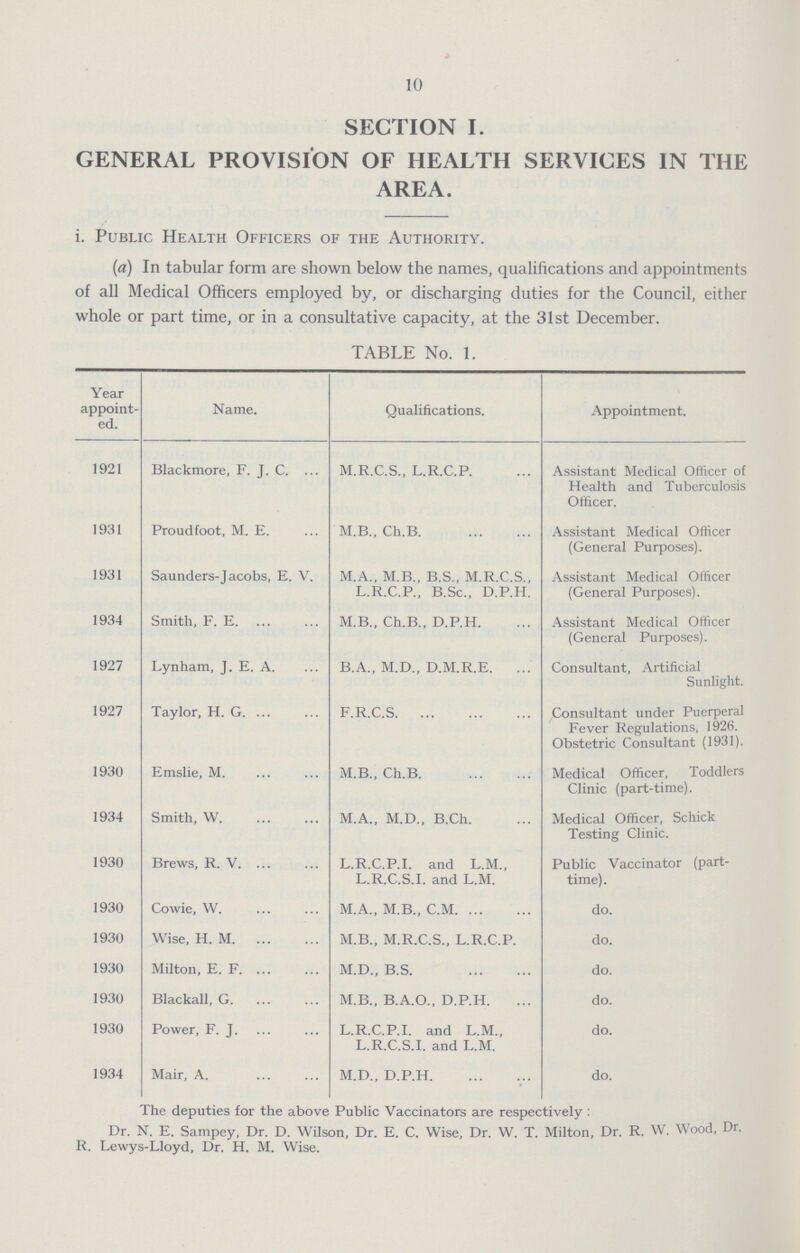 10
SECTION I.
GENERAL PROVISION OF HEALTH SERVICES IN THE
AREA.
i. Public Health Officers of the Authority.
(a) In tabular form are shown below the names, qualifications and appointments
of all Medical Officers employed by, or discharging duties for the Council, either
whole or part time, or in a consultative capacity, at the 31st December.
TABLE No. 1.
Year appoint- ed. Name. Qualifications. Appointment.
1921 Blackmore, F. J. C. ... M.R.C.S., L.R.C.P. ... Assistant Medical Officer of
Health and Tuberculosis
Officer.
1931 Proudfoot, M. E. ... M.B., Ch.B. ... ... Assistant Medical Officer
(General Purposes).
1931 Saunders-Jacobs, E. V. M.A., M.B., B.S., M.R.C.S., Assistant Medical Officer
L.R.C.P., B.Sc., D.P.H. (General Purposes).
1934 Smith, F. E. ... ... M.B., Ch.B., D.P.H. ... Assistant Medical Officer
(General Purposes).
1927 Lynham, J. E. A. ... B.A., M.D., D.M.R.E. ... Consultant, Artificial
Sunlight.
1927 Taylor, H. G. ... ... F.R.C.S. ... ... ... Consultant under Puerperal
Fever Regulations, 1926.
Obstetric Consultant (1931).
1930 Emslie, M. ... ... M.B., Ch.B. ... ... Medical Officer, Toddlers
Clinic (part-time).
1934 Smith, W. ... ... M.A., M.D., B.Ch. ... Medical Officer, Schick
Testing Clinic.
1930 Brews, R. V. ... ... L.R.C.P.I. and L.M., Public Vaccinator (part-
L.R.C.S.I. and L.M. time).
1930 Cowie, W. ... ... M.A., M.B., C.M. ... ... do.
1930 Wise, H. M. ... ... M.B., M.R.C.S., L.R.C.P. do.
1930 Milton, E. F. ... ... M.D., B.S. ... ... do.
1930 Blackall, G. ... ... M.B., B.A.O., D.P.H. ... do.
1930 Power, F. J. ... ... L.R.C.P.I. and L.M., do.
L.R.C.S.I. and L.M.
1934 Mair, A. ... ... M.D., D.P.H. ... ... do.
The deputies for the above Public Vaccinators are respectively :
Dr. N. E. Sampey, Dr. D. Wilson, Dr. E. C. Wise, Dr. W. T. Milton, Dr. R. W. Wood, Dr.
R. Lewys-Lloyd, Dr. H. M. Wise.